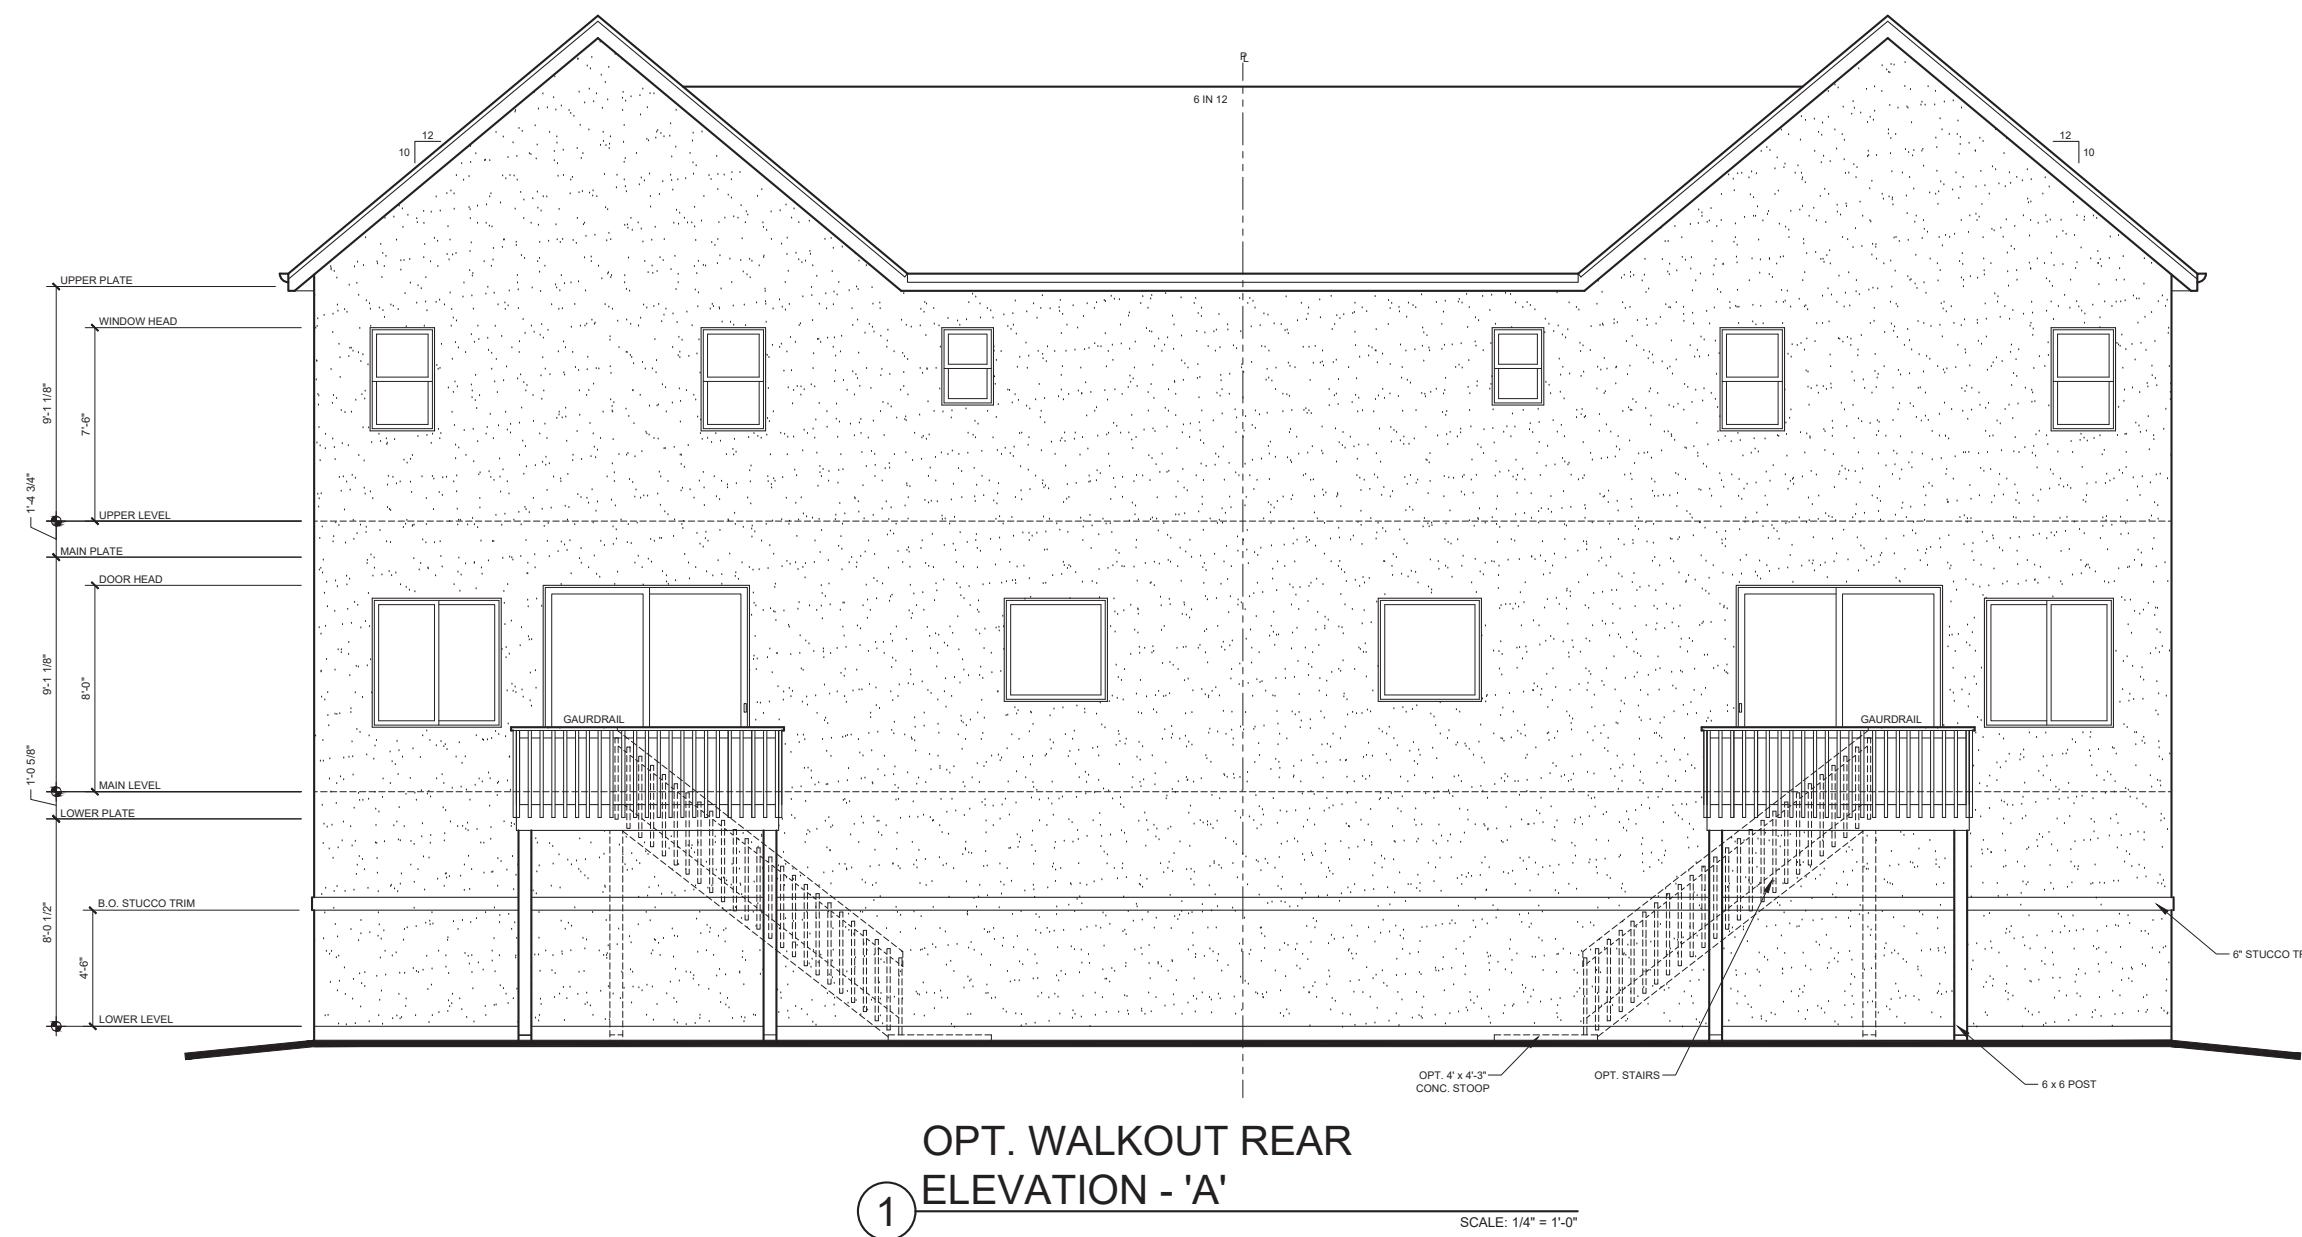 PL
6 IN 12
12
10
12
10
UPPER PLATE
WINDOW HEAD
9'-1 1/8"
7'-6"
1'-4 3/4"
UPPER LEVEL
MAIN PLATE
DOOR HEAD
9'-1 1/8"
8'-0"
GAURDRAIL
GAURDRAIL
1'-0 5/8"
MAIN LEVEL
LOWER PLATE
B.O. STUCCO TRIM
8'-0 1/2"
4'-6"
6" STUCCO
LOWER LEVEL
OPT. 4' x 4'-3"
CONC. STOOP
OPT. STAIRS
6 x 6 POST
OPT. WALKOUT REAR
ELEVATION - 'A'
1
SCALE: 1/4" = 1'-0"